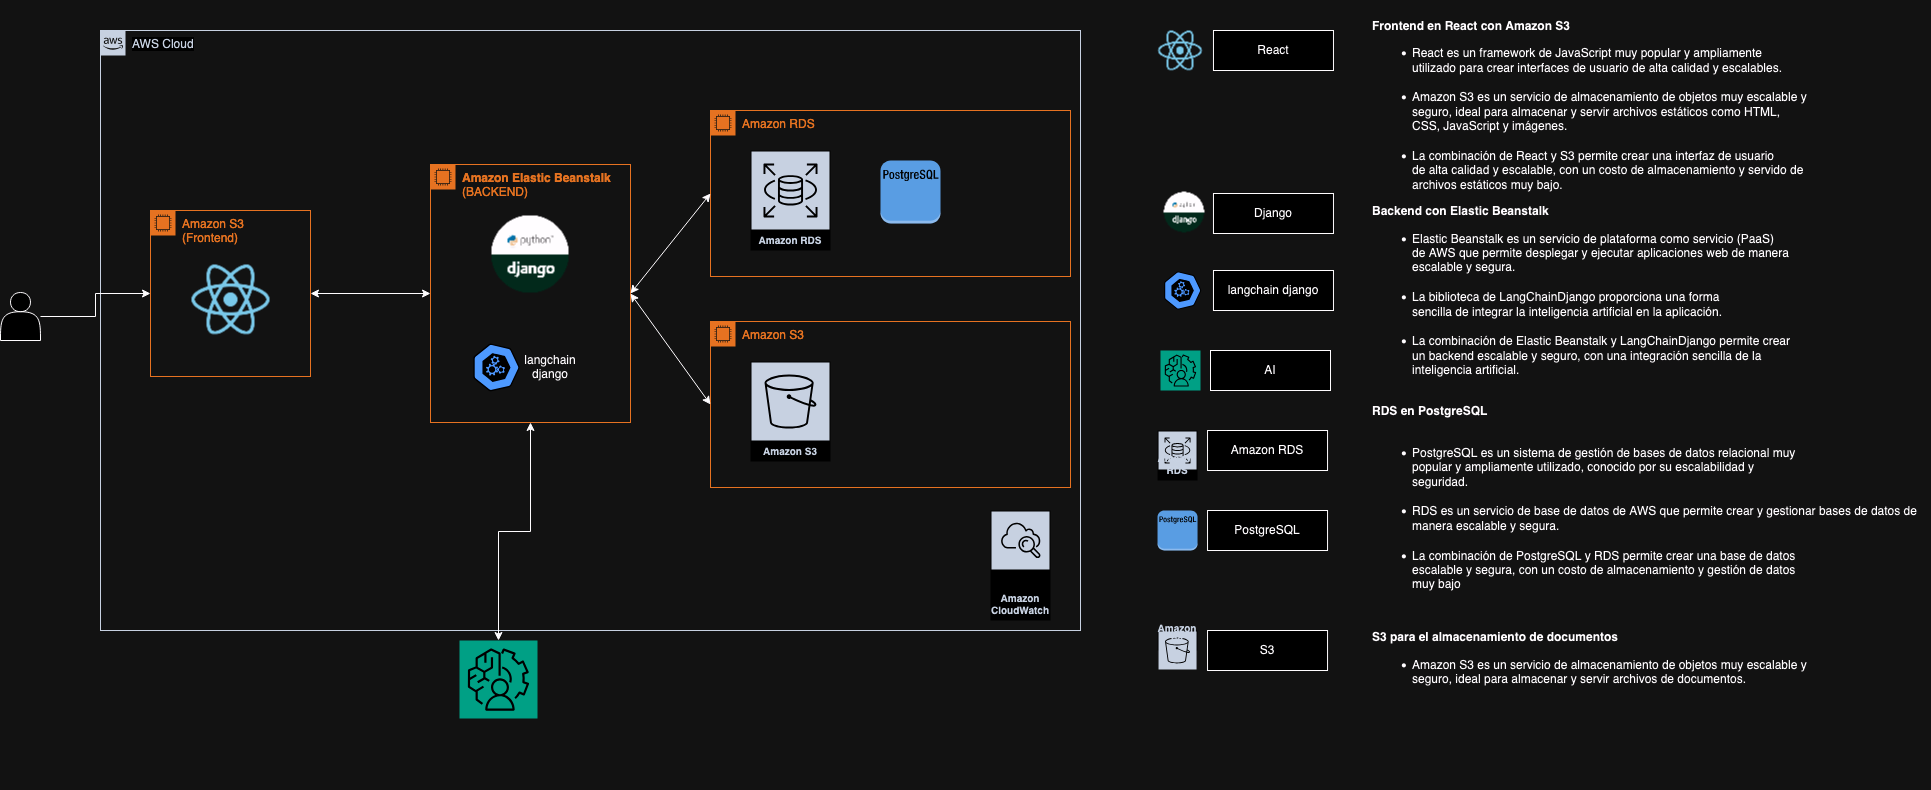 aws
AWS Cloud
Amazon S3
(Frontend)
Amazon Elastic Beanstalk
(BACKEND)
python
django
langchain
django
Amazon RDS
Amazon RDS
PostgreSQL
Amazon S3
Amazon S3
Amazon
CloudWatch
React
python
django
Django
langchain django
AI
RDS
Amazon RDS
PostgreSQL
PostgreSQL
Amazon
S3
Frontend en React con Amazon S3
• React es un framework de JavaScript muy popular y ampliamente
utilizado para crear interfaces de usuario de alta calidad y escalables.
• Amazon S3 es un servicio de almacenamiento de objetos muy escalable y
seguro, ideal para almacenar y servir archivos estáticos como HTML,
CSS, JavaScript y imágenes.
• La combinación de React y S3 permite crear una interfaz de usuario
de alta calidad y escalable, con un costo de almacenamiento y servido de
archivos estáticos muy bajo.
Backend con Elastic Beanstalk
• Elastic Beanstalk es un servicio de plataforma como servicio (PaaS)
de AWS que permite desplegar y ejecutar aplicaciones web de manera
escalable y segura.
• La biblioteca de LangChainDjango proporciona una forma
sencilla de integrar la inteligencia artificial en la aplicación.
• La combinación de Elastic Beanstalk y LangChainDjango permite crear
un backend escalable y seguro, con una integración sencilla de la
inteligencia artificial.
RDS en PostgreSQL
• PostgreSQL es un sistema de gestión de bases de datos relacional muy
popular y ampliamente utilizado, conocido por su escalabilidad y
seguridad.
• RDS es un servicio de base de datos de AWS que permite crear y gestionar bases de datos de
manera escalable y segura.
• La combinación de PostgreSQL y RDS permite crear una base de datos
escalable y segura, con un costo de almacenamiento y gestión de datos
muy bajo
S3 para el almacenamiento de documentos
• Amazon S3 es un servicio de almacenamiento de objetos muy escalable y
seguro, ideal para almacenar y servir archivos de documentos.